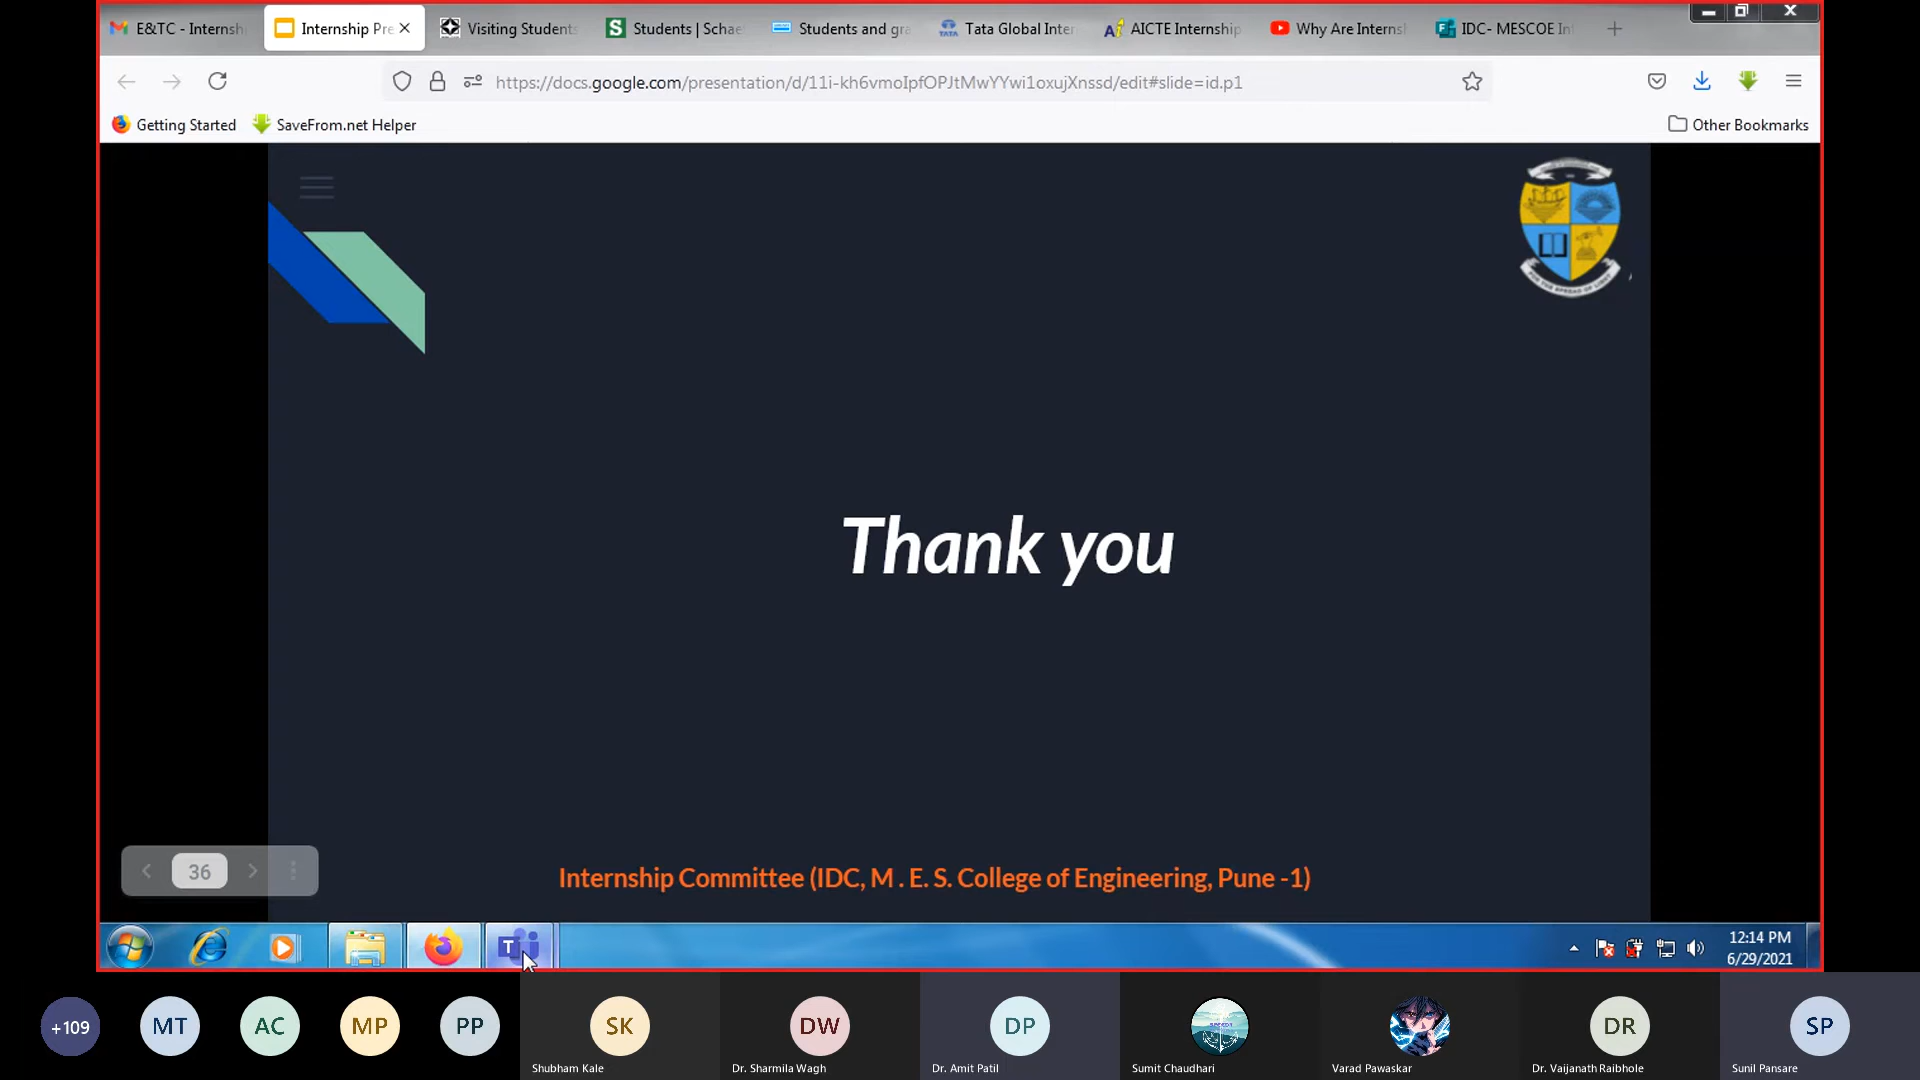 E&TC - Internsh
Internship Pre
Visiting Students
Students | Schae
Students and gra
Tata Global Inter
AICTE Internship
Why Are Interns
IDC- MESCOE In
https://docs.google.com/presentation/d/11i-kh6vmoIpfOPJtMwYYwi1oxujXnssd/edit#slide=id.p1
Getting Started
SaveFrom.net Helper
Other Bookmarks
Thank you
36
Internship Committee (IDC, M . E. S. College of Engineering, Pune -1)
12:14 PM
6/29/2021
+109
MT
AC
MP
PP
SK
DW
DP
DR
SP
Shubham Kale
Dr. Sharmila Wagh
Dr. Amit Patil
Sumit Chaudhari
Varad Pawaskar
Dr. Vaijanath Raibhole
Sunil Pansare